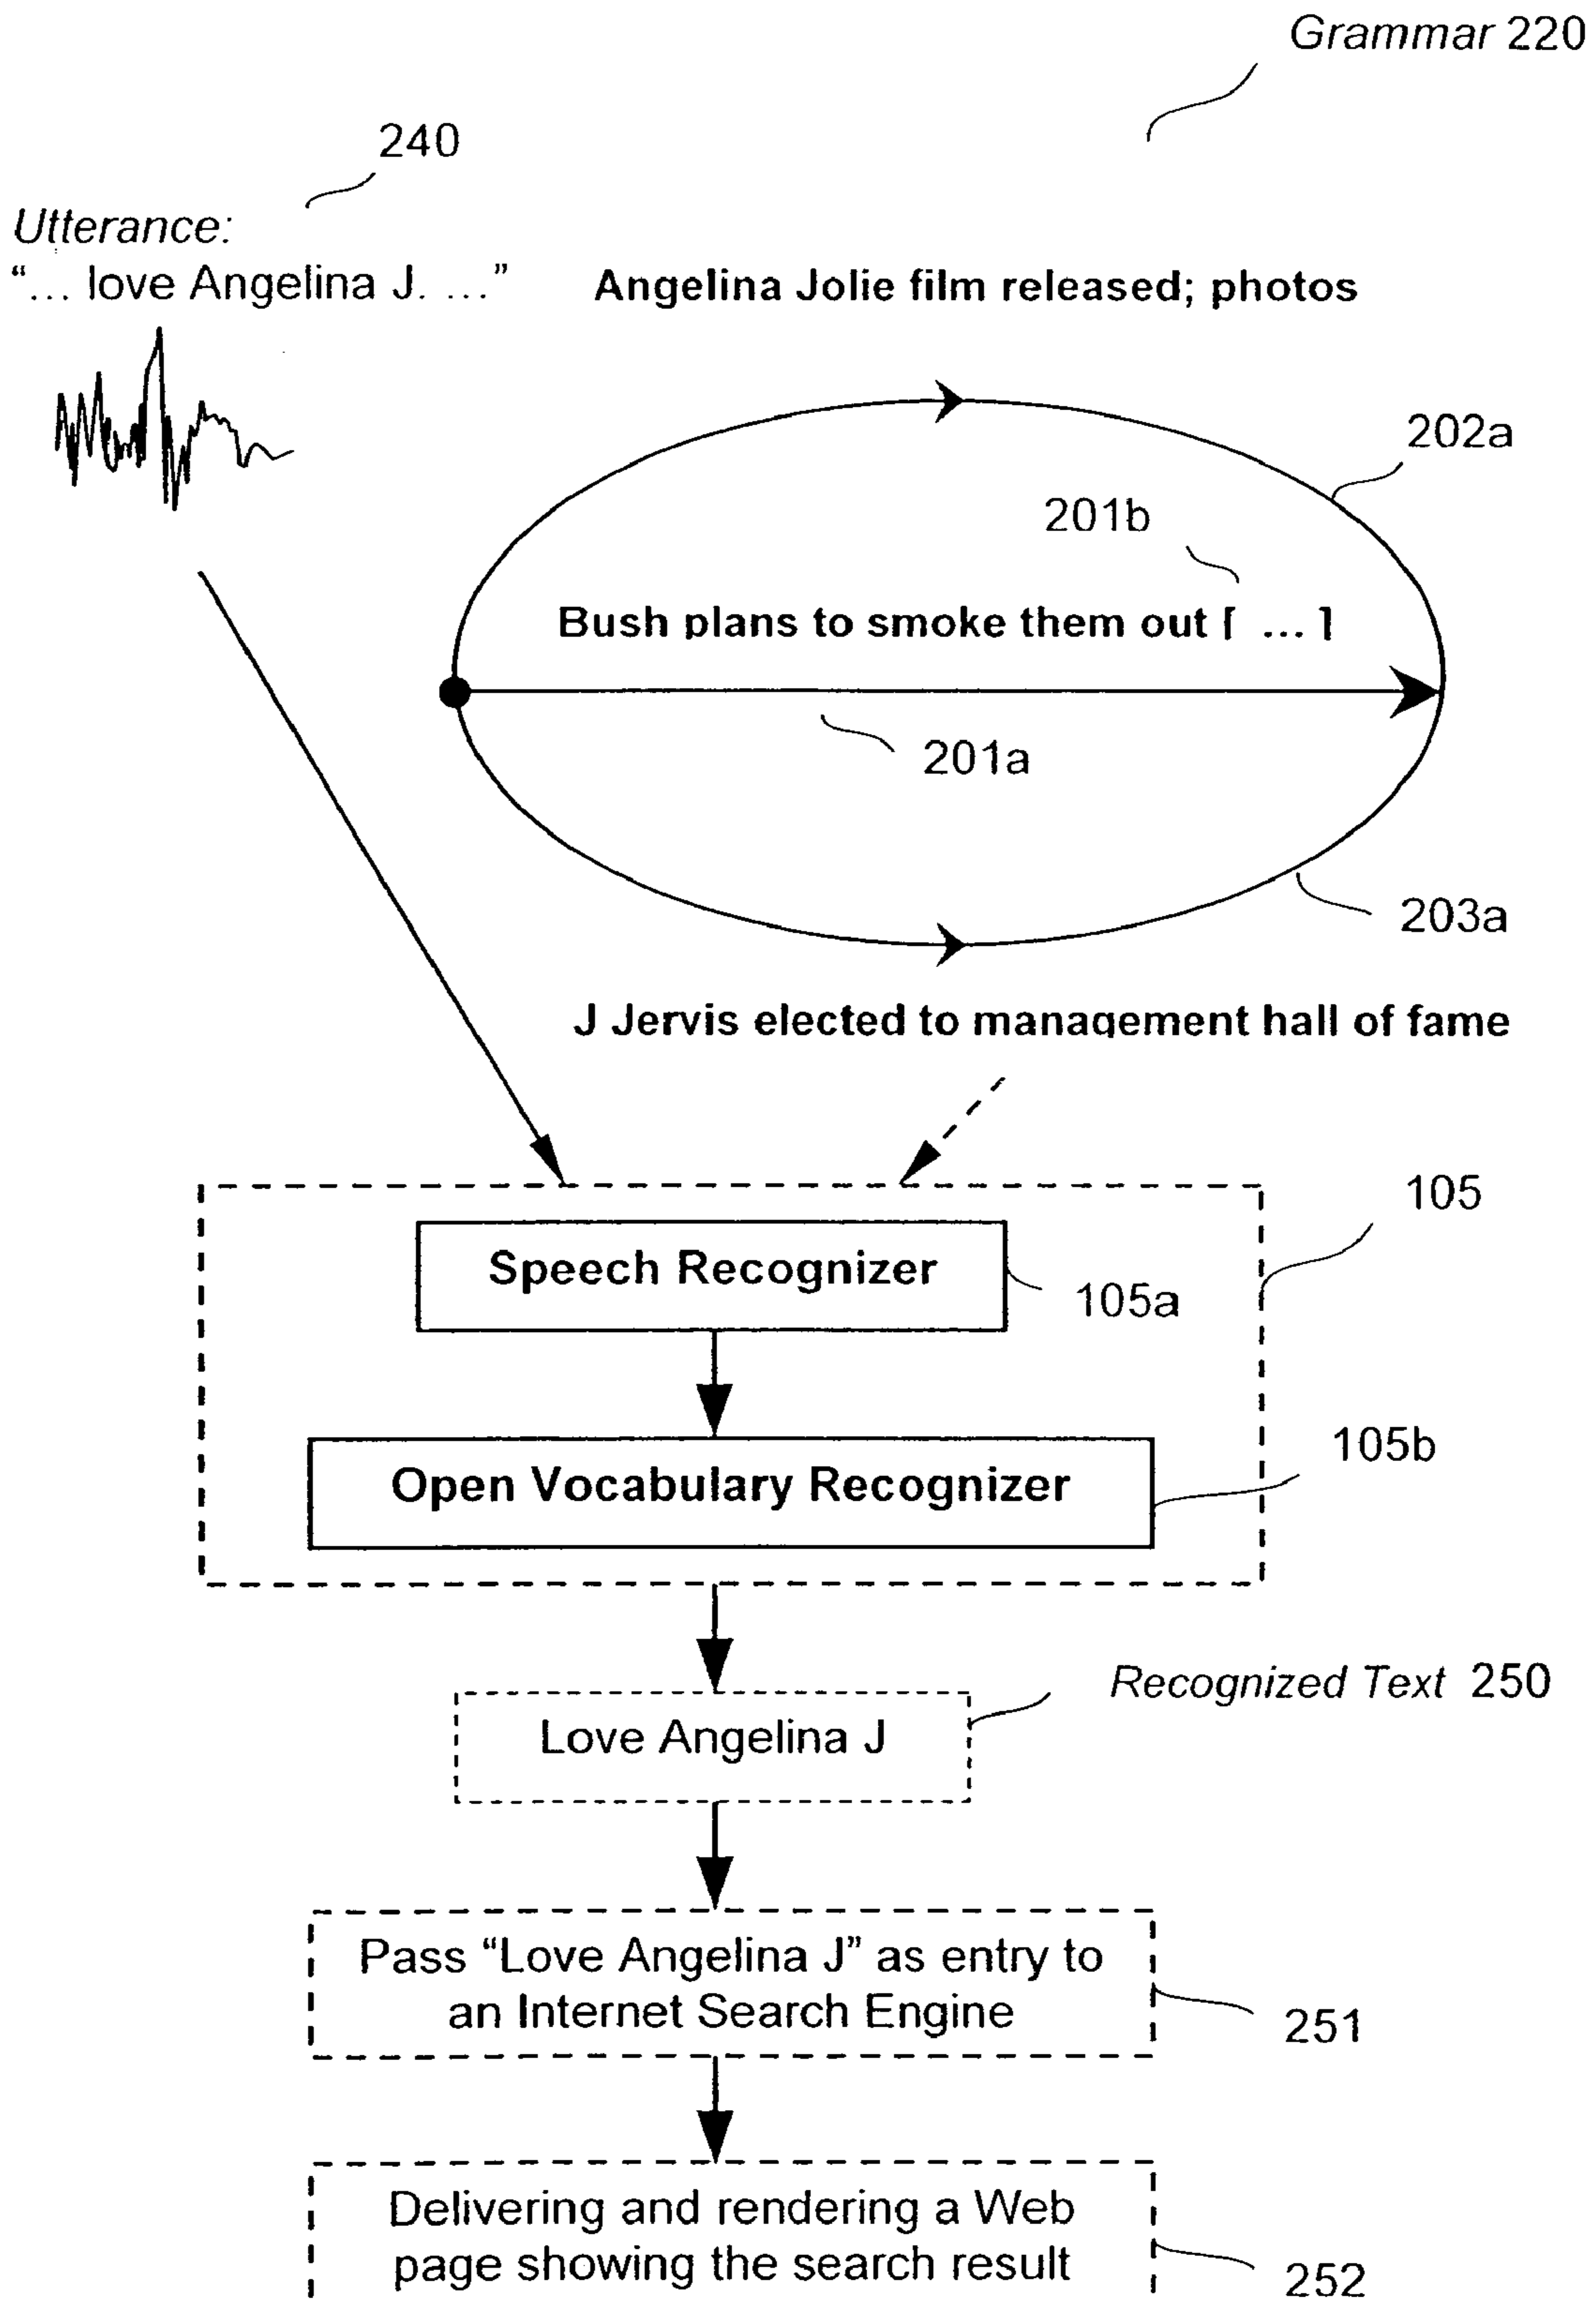 Grammar 220
240
Utterance:
“... love Angelina J. ...”
Angelina Jolie film released; photos
202a
201b
Bush plans to smoke them out [ ... ]
201a
203a
J Jervis elected to management hall of fame
105
Speech Recognizer
105a
105b
Open Vocabulary Recognizer
Recognized Text 250
Love Angelina J
Pass “Love Angelina J” as entry to
an Internet Search Engine
251
Delivering and rendering a Web
page showing the search result
252